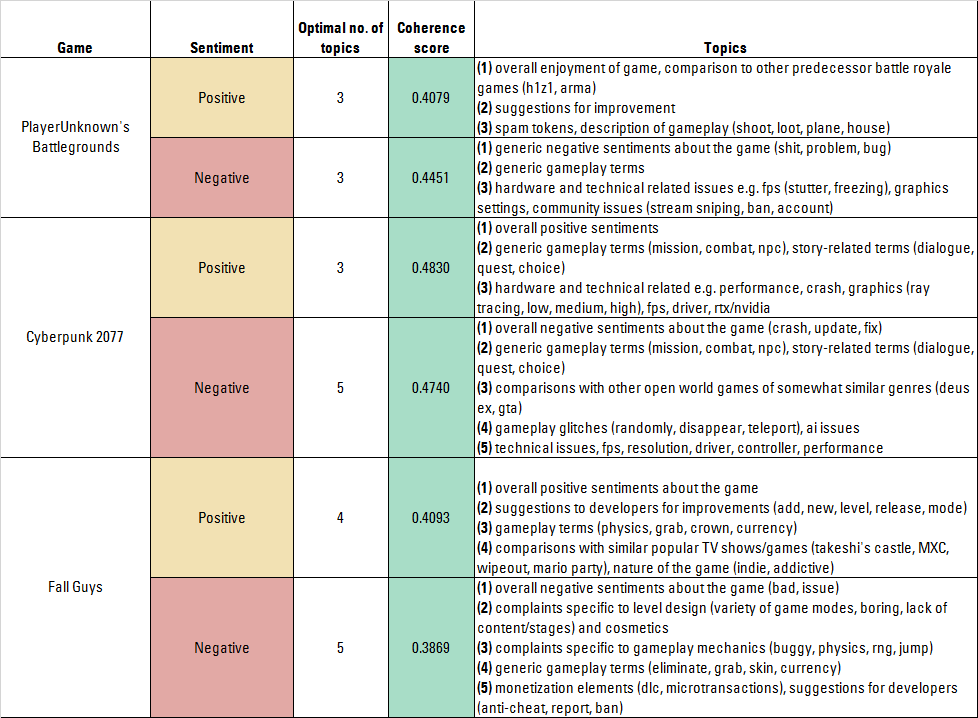 Game
Sentiment
Optimal no. of
topics
Coherence
score
Topics
PlayerUnknown's
Battlegrounds
Positive
3
0.4079
(1) overall enjoyment of game, comparison to other predecessor battle royale
games (h1z1, arma)
(2) suggestions for improvement
(3) spam tokens, description of gameplay (shoot, loot, plane, house)
Negative
3
0.4451
(1) generic negative sentiments about the game (shit, problem, bug)
(2) generic gameplay terms
(3) hardware and technical related issues e.g. fps (stutter, freezing), graphics
settings, community issues (stream sniping, ban, account)
Cyberpunk 2077
Positive
3
0.4830
(1) overall positive sentiments
(2) generic gameplay terms (mission, combat, npc), story-related terms (dialogue,
quest, choice)
(3) hardware and technical related e.g. performance, crash, graphics (ray
tracing, low, medium, high), fps, driver, rtx/nvidia
Negative
5
0.4740
(1) overall negative sentiments about the game (crash, update, fix)
(2) generic gameplay terms (mission, combat, npc), story-related terms (dialogue,
quest, choice)
(3) comparisons with other open world games of somewhat similar genres (deus
ex, gta)
(4) gameplay glitches (randomly, disappear, teleport), ai issues
(5) technical issues, fps, resolution, driver, controller, performance
Fall Guys
Positive
4
0.4093
(1) overall positive sentiments about the game
(2) suggestions to developers for improvements (add, new, level, release, mode)
(3) gameplay terms (physics, grab, crown, currency)
(4) comparisons with similar popular TV shows/games (takeshi's castle, MXC,
wipeout, mario party), nature of the game (indie, addictive)
Negative
5
0.3869
(1) overall negative sentiments about the game (bad, issue)
(2) complaints specific to level design (variety of game modes, boring, lack of
content/stages) and cosmetics
(3) complaints specific to gameplay mechanics (buggy, physics, rng, jump)
(4) generic gameplay terms (eliminate, grab, skin, currency)
(5) monetization elements (dlc, microtransactions), suggestions for developers
(anti-cheat, report, ban)